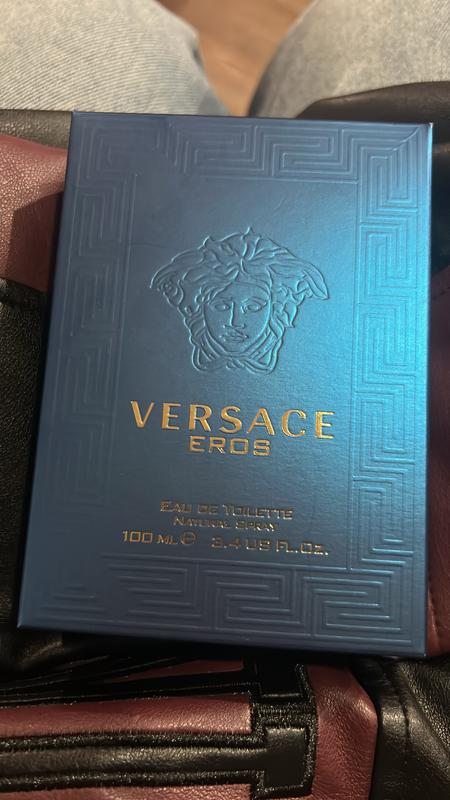 VERSACE
EROS
EAU DE TOILETTE
NATURAL SPRAY
100 ML ℮ 3.4 US FL.OZ.